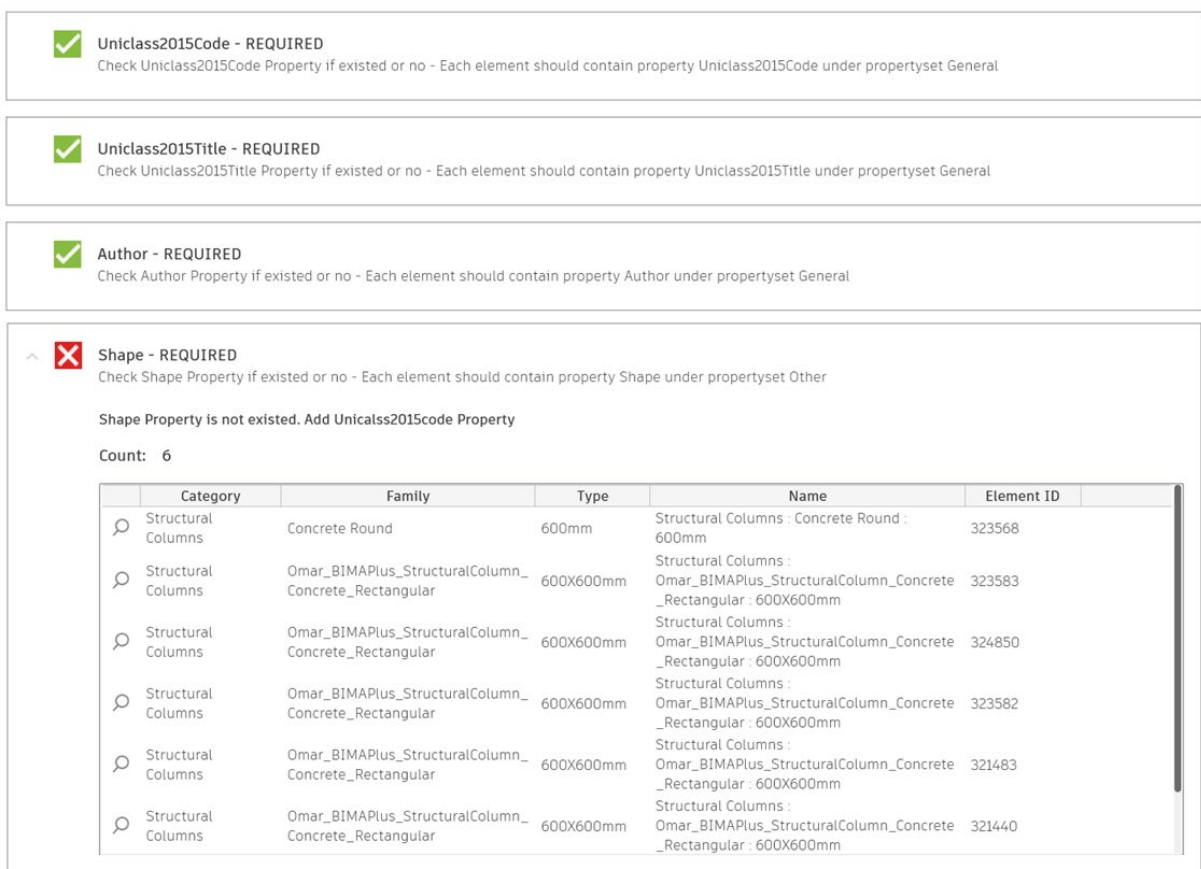 Uniclass2015Code - REQUIRED
Check Uniclass2015Code Property if existed or no - Each element should contain property Uniclass2015Code under propertyset General
Uniclass2015Title - REQUIRED
Check Uniclass2015Title Property if existed or no - Each element should contain property Uniclass2015Title under propertyset General
Author - REQUIRED
Check Author Property if existed or no - Each element should contain property Author under propertyset General
Shape - REQUIRED
Check Shape Property if existed or no - Each element should contain property Shape under propertyset Other
Shape Property is not existed. Add Unicalss2015code Property
Count: 6
Category Family Type Name Element ID
Structural
Columns
Concrete Round
600mm
Structural Columns : Concrete Round :
600mm
323568
Structural
Columns
Omar_BIMAPlus_StructuralColumn_
Concrete_Rectangular
600X600mm
Structural Columns :
Omar_BIMAPlus_StructuralColumn_Concrete
_Rectangular : 600X600mm
323583
Structural
Columns
Omar_BIMAPlus_StructuralColumn_
Concrete_Rectangular
600X600mm
Structural Columns :
Omar_BIMAPlus_StructuralColumn_Concrete
_Rectangular : 600X600mm
324850
Structural
Columns
Omar_BIMAPlus_StructuralColumn_
Concrete_Rectangular
600X600mm
Structural Columns :
Omar_BIMAPlus_StructuralColumn_Concrete
_Rectangular : 600X600mm
323582
Structural
Columns
Omar_BIMAPlus_StructuralColumn_
Concrete_Rectangular
600X600mm
Structural Columns :
Omar_BIMAPlus_StructuralColumn_Concrete
_Rectangular : 600X600mm
321483
Structural
Columns
Omar_BIMAPlus_StructuralColumn_
Concrete_Rectangular
600X600mm
Structural Columns :
Omar_BIMAPlus_StructuralColumn_Concrete
_Rectangular : 600X600mm
321440